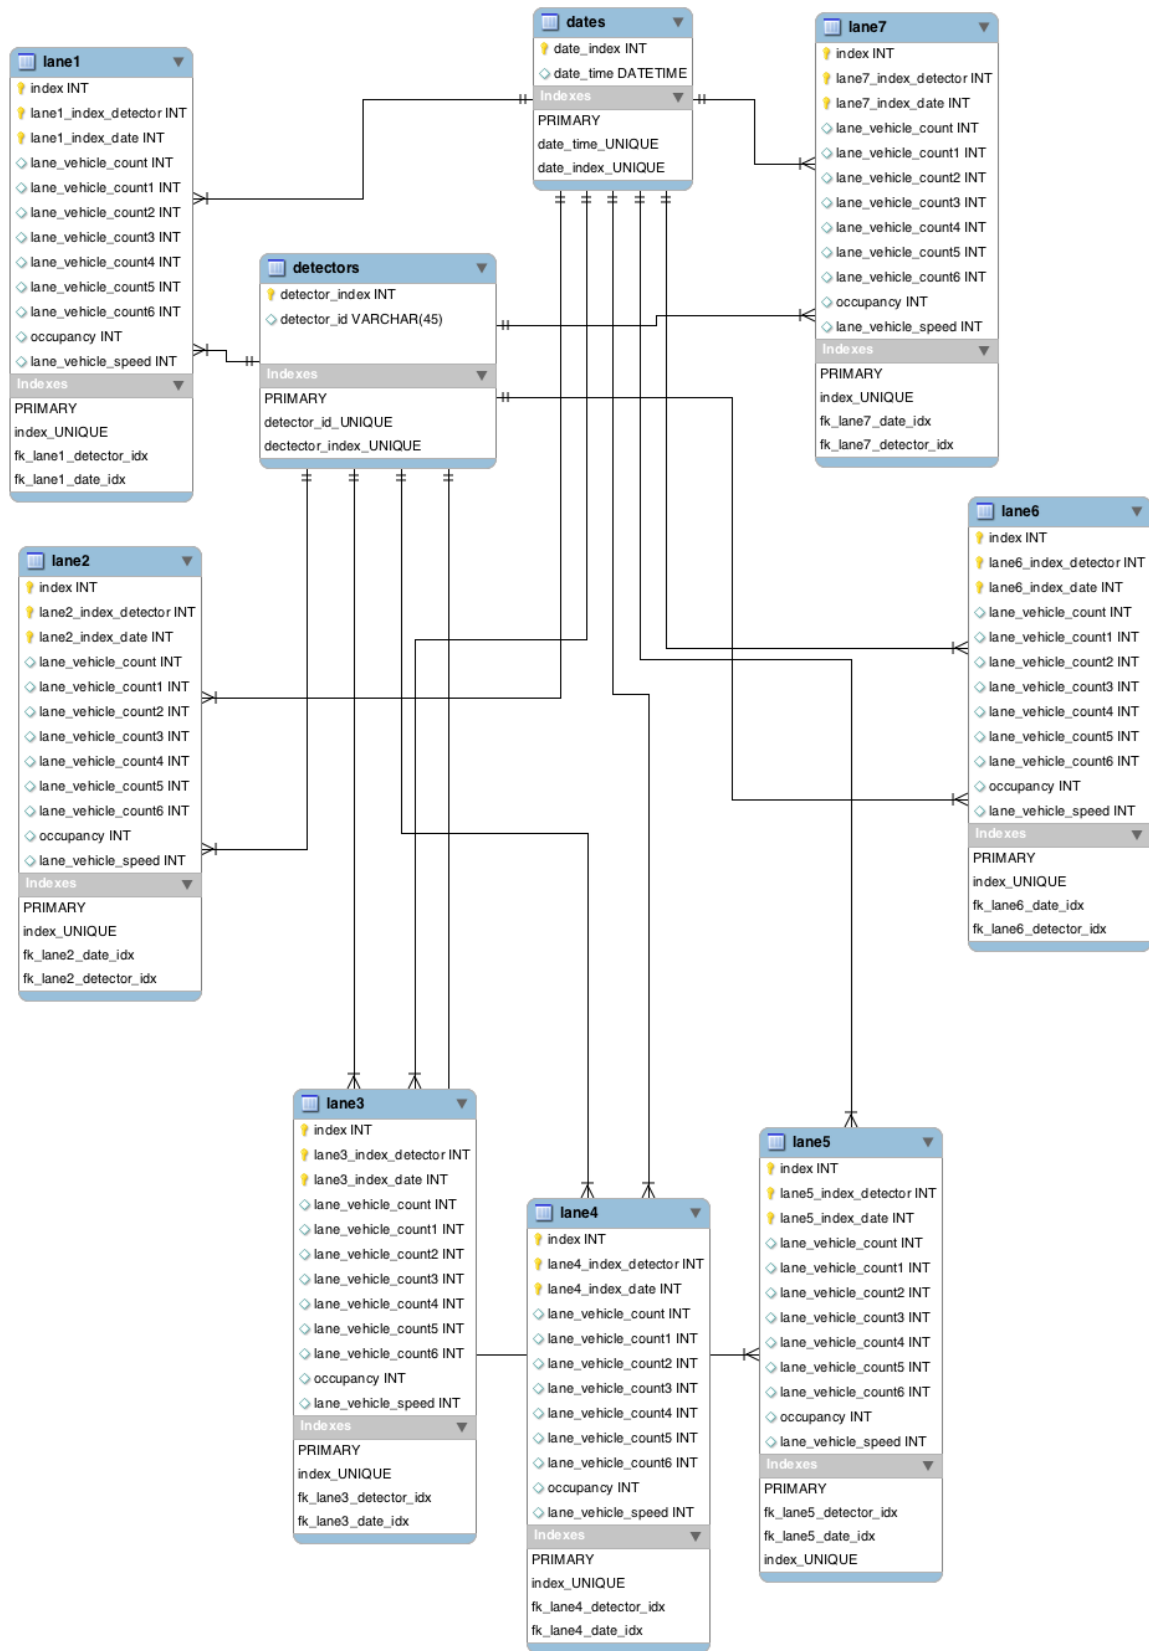 dates
date_index INT
date_time DATETIME
Indexes
PRIMARY
date_time_UNIQUE
date_index_UNIQUE
lane7
index INT
lane7_index_detector INT
lane7_index_date INT
lane_vehicle_count INT
lane_vehicle_count1 INT
lane_vehicle_count2 INT
lane_vehicle_count3 INT
lane_vehicle_count4 INT
lane_vehicle_count5 INT
lane_vehicle_count6 INT
occupancy INT
lane_vehicle_speed INT
Indexes
PRIMARY
index_UNIQUE
fk_lane7_date_idx
fk_lane7_detector_idx
lane1
index INT
lane1_index_detector INT
lane1_index_date INT
lane_vehicle_count INT
lane_vehicle_count1 INT
lane_vehicle_count2 INT
lane_vehicle_count3 INT
lane_vehicle_count4 INT
lane_vehicle_count5 INT
lane_vehicle_count6 INT
occupancy INT
lane_vehicle_speed INT
Indexes
PRIMARY
index_UNIQUE
fk_lane1_detector_idx
fk_lane1_date_idx
detectors
detector_index INT
detector_id VARCHAR(45)
Indexes
PRIMARY
detector_id_UNIQUE
dectector_index_UNIQUE
lane6
index INT
lane6_index_detector INT
lane6_index_date INT
lane_vehicle_count INT
lane_vehicle_count1 INT
lane_vehicle_count2 INT
lane_vehicle_count3 INT
lane_vehicle_count4 INT
lane_vehicle_count5 INT
lane_vehicle_count6 INT
occupancy INT
lane_vehicle_speed INT
Indexes
PRIMARY
index_UNIQUE
fk_lane6_date_idx
fk_lane6_detector_idx
lane2
index INT
lane2_index_detector INT
lane2_index_date INT
lane_vehicle_count INT
lane_vehicle_count1 INT
lane_vehicle_count2 INT
lane_vehicle_count3 INT
lane_vehicle_count4 INT
lane_vehicle_count5 INT
lane_vehicle_count6 INT
occupancy INT
lane_vehicle_speed INT
Indexes
PRIMARY
index_UNIQUE
fk_lane2_date_idx
fk_lane2_detector_idx
lane3
index INT
lane3_index_detector INT
lane3_index_date INT
lane_vehicle_count INT
lane_vehicle_count1 INT
lane_vehicle_count2 INT
lane_vehicle_count3 INT
lane_vehicle_count4 INT
lane_vehicle_count5 INT
lane_vehicle_count6 INT
occupancy INT
lane_vehicle_speed INT
Indexes
PRIMARY
index_UNIQUE
fk_lane3_detector_idx
fk_lane3_date_idx
lane4
index INT
lane4_index_detector INT
lane4_index_date INT
lane_vehicle_count INT
lane_vehicle_count1 INT
lane_vehicle_count2 INT
lane_vehicle_count3 INT
lane_vehicle_count4 INT
lane_vehicle_count5 INT
lane_vehicle_count6 INT
occupancy INT
lane_vehicle_speed INT
Indexes
PRIMARY
index_UNIQUE
fk_lane4_detector_idx
fk_lane4_date_idx
lane5
index INT
lane5_index_detector INT
lane5_index_date INT
lane_vehicle_count INT
lane_vehicle_count1 INT
lane_vehicle_count2 INT
lane_vehicle_count3 INT
lane_vehicle_count4 INT
lane_vehicle_count5 INT
lane_vehicle_count6 INT
occupancy INT
lane_vehicle_speed INT
Indexes
PRIMARY
fk_lane5_detector_idx
fk_lane5_date_idx
index_UNIQUE